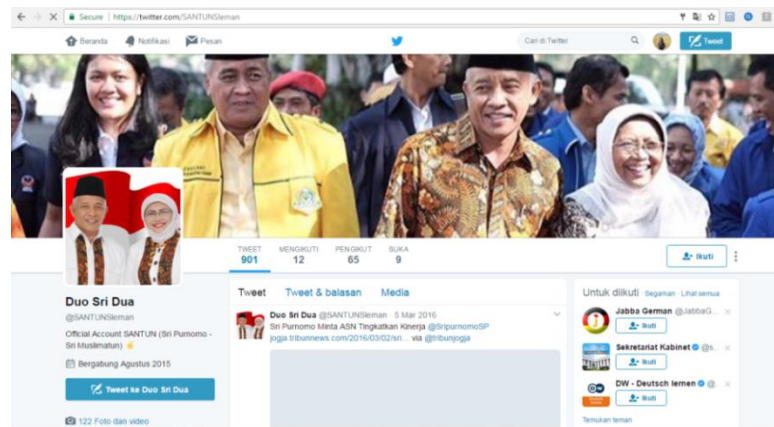 Secure | https://twitter.com/SANTUNSleman
Beranda Notifikasi Pesan Cari di Twitter Tweet
TWEET MENGIKUTI PENGIKUT SUKA
901 12 65 9
Ikuti
Duo Sri Dua
@SANTUNSleman
Official Account SANTUN (Sri Purnomo -
Sri Muslimatun)
Bergabung Agustus 2015
Tweet ke Duo Sri Dua
122 Foto dan video
Tweet Tweet & balasan Media
Duo Sri Dua @SANTUNSleman · 5 Mar 2016
Sri Purnomo Minta ASN Tingkatkan Kinerja @SripurnomoSP
jogja.tribunnews.com/2016/03/02/sri... via @tribunjogja
Untuk diikuti · Segarkan · Lihat semua
Jabba German @JabbaG...
Ikuti
Sekretariat Kabinet @s...
Ikuti
DW - Deutsch lernen @...
Ikuti
Temukan teman